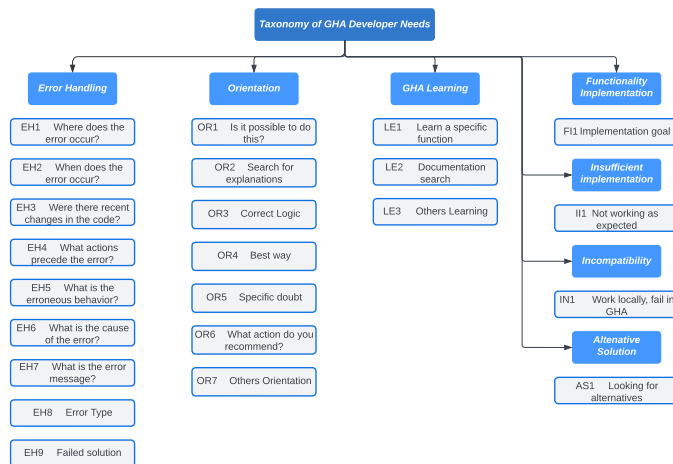 Taxonomy of GHA Developer Needs
Error Handling
EH1 Where does the
error occur?
EH2 When does the
error occur?
EH3 Were there recent
changes in the code?
EH4 What actions
precede the error?
EH5 What is the
erroneous behavior?
EH6 What is the cause
of the error?
EH7 What is the error
message?
EH8 Error Type
EH9 Failed solution
Orientation
OR1 Is it possible to do
this?
OR2 Search for
explanations
OR3 Correct Logic
OR4 Best way
OR5 Specific doubt
OR6 What action do you
recommend?
OR7 Others Orientation
GHA Learning
LE1 Learn a specific
function
LE2 Documentation
search
LE3 Others Learning
Functionality
Implementation
FI1 Implementation goal
Insufficient
implementation
II1 Not working as
expected
Incompatibility
IN1 Work locally, fail in
GHA
Altenative
Solution
AS1 Looking for
alternatives